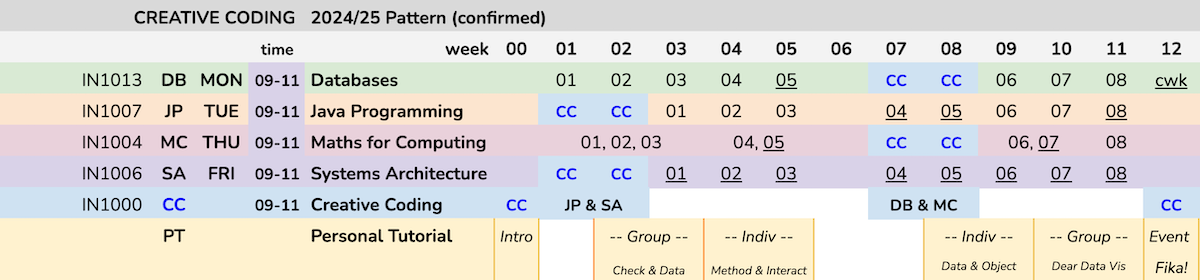 CREATIVE CODING 2024/25 Pattern (confirmed)
time week 00 01 02 03 04 05 06 07 08 09 10 11 12
IN1013 DB MON 09-11 Databases 01 02 03 04 05 CC CC 06 07 08 cwk
IN1007 JP TUE 09-11 Java Programming CC CC 01 02 03 04 05 06 07 08
IN1004 MC THU 09-11 Maths for Computing 01, 02, 03 04, 05 CC CC 06, 07 08
IN1006 SA FRI 09-11 Systems Architecture CC CC 01 02 03 04 05 06 07 08
IN1000 CC 09-11 Creative Coding CC JP & SA DB & MC CC
PT Personal Tutorial Intro -- Group -- -- Indiv -- -- Indiv -- -- Group -- Event
Check & Data Method & Interact Data & Object Dear Data Vis Fika!